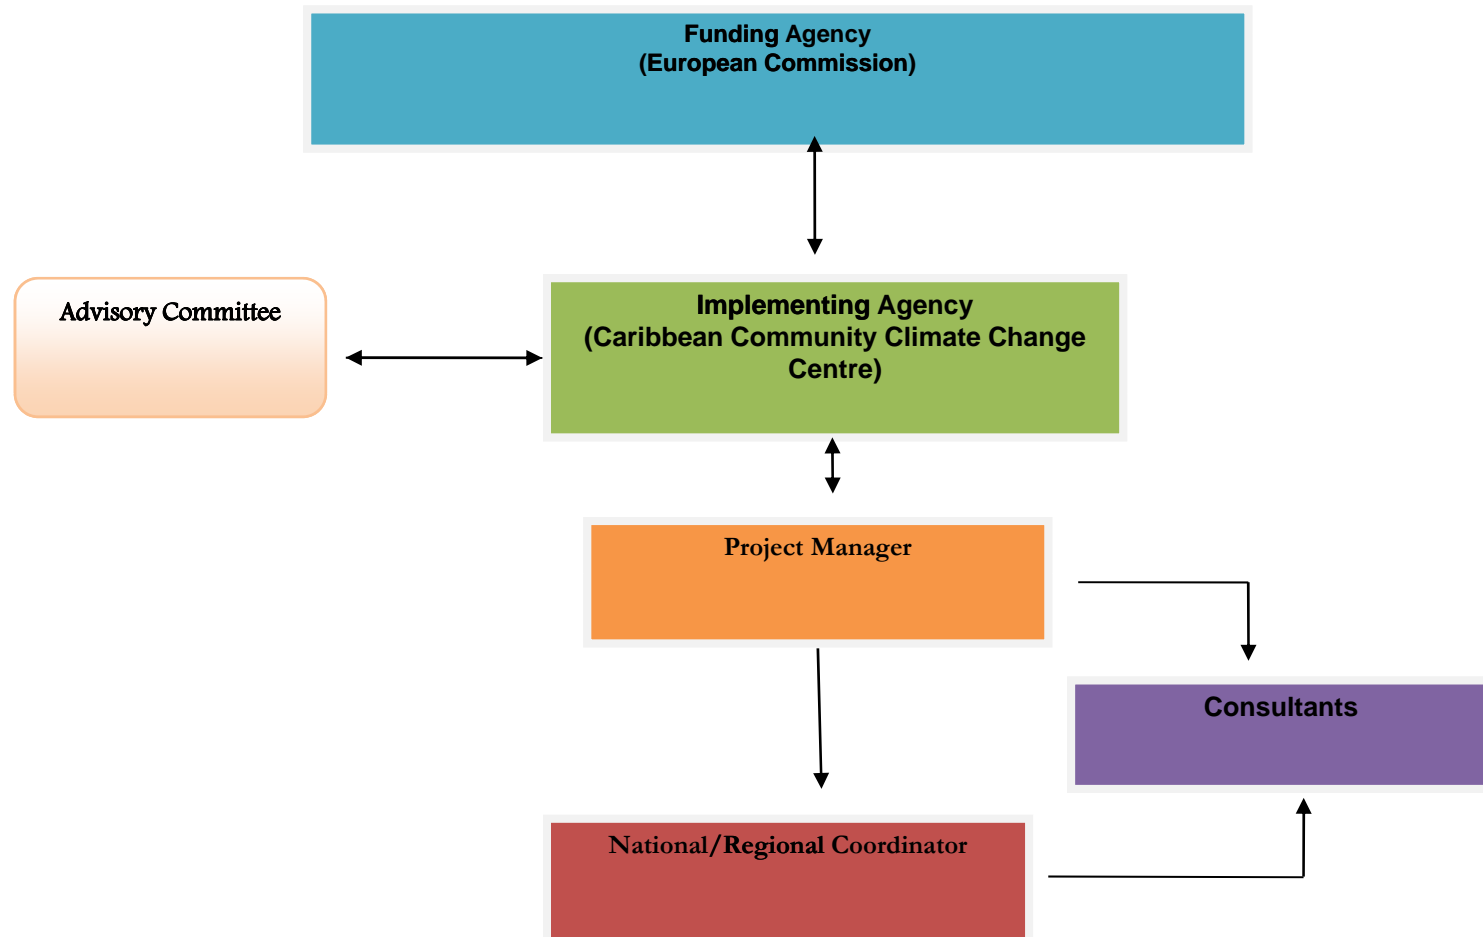 Funding Agency
(European Commission)
Advisory Committee
Implementing Agency
(Caribbean Community Climate Change
Centre)
Project Manager
Consultants
National/Regional Coordinator